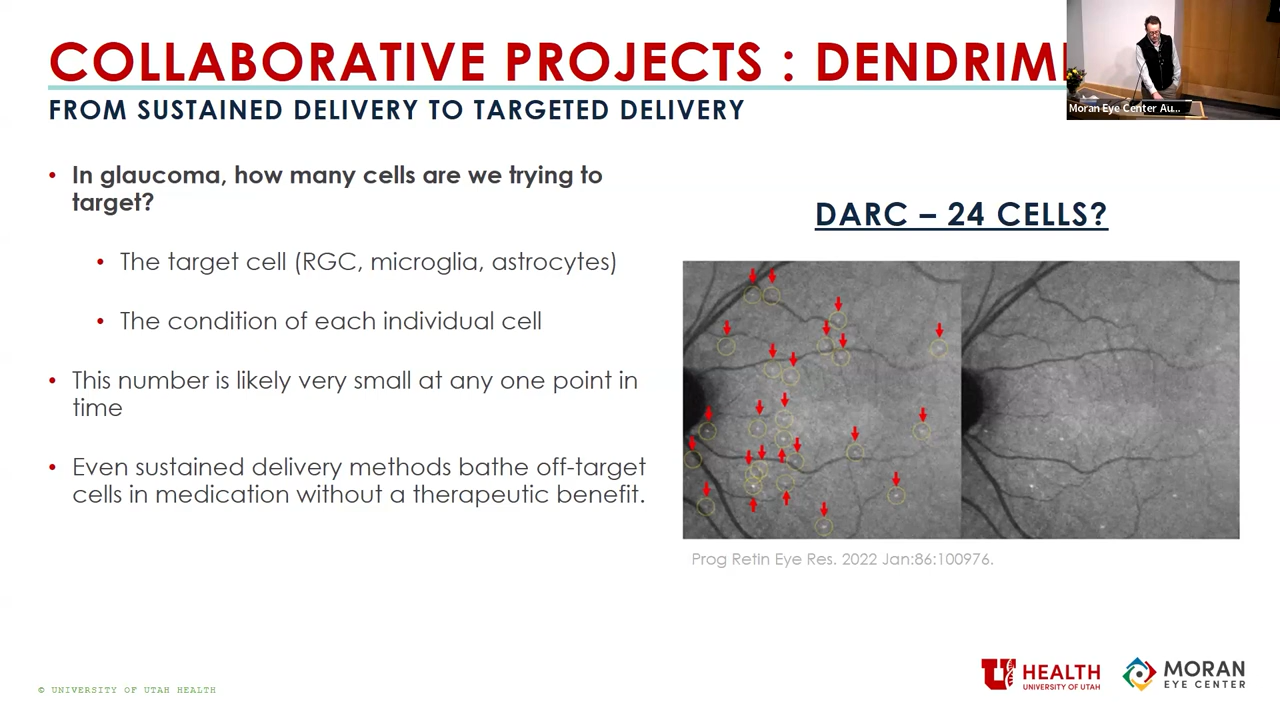 COLLABORATIVE PROJECTS : DENDRIM
FROM SUSTAINED DELIVERY TO TARGETED DELIVERY
• In glaucoma, how many cells are we trying to
target?
• The target cell (RGC, microglia, astrocytes)
• The condition of each individual cell
• This number is likely very small at any one point in
time
• Even sustained delivery methods bathe off-target
cells in medication without a therapeutic benefit.
Moran Eye Center Au...
DARC – 24 CELLS?
Prog Retin Eye Res. 2022 Jan:86:100976.
© UNIVERSITY OF UTAH HEALTH
U HEALTH
UNIVERSITY OF UTAH
MORAN
EYE CENTER